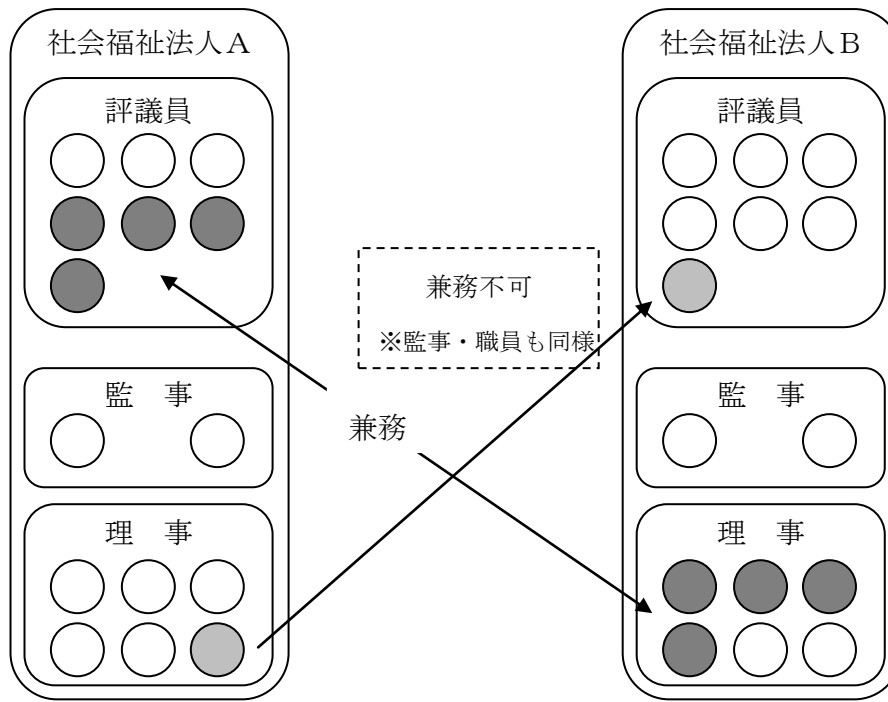 社会福祉法人A
評議員
監　事
理　事
兼務不可
※監事・職員も同様
兼務
社会福祉法人B
評議員
監　事
理　事